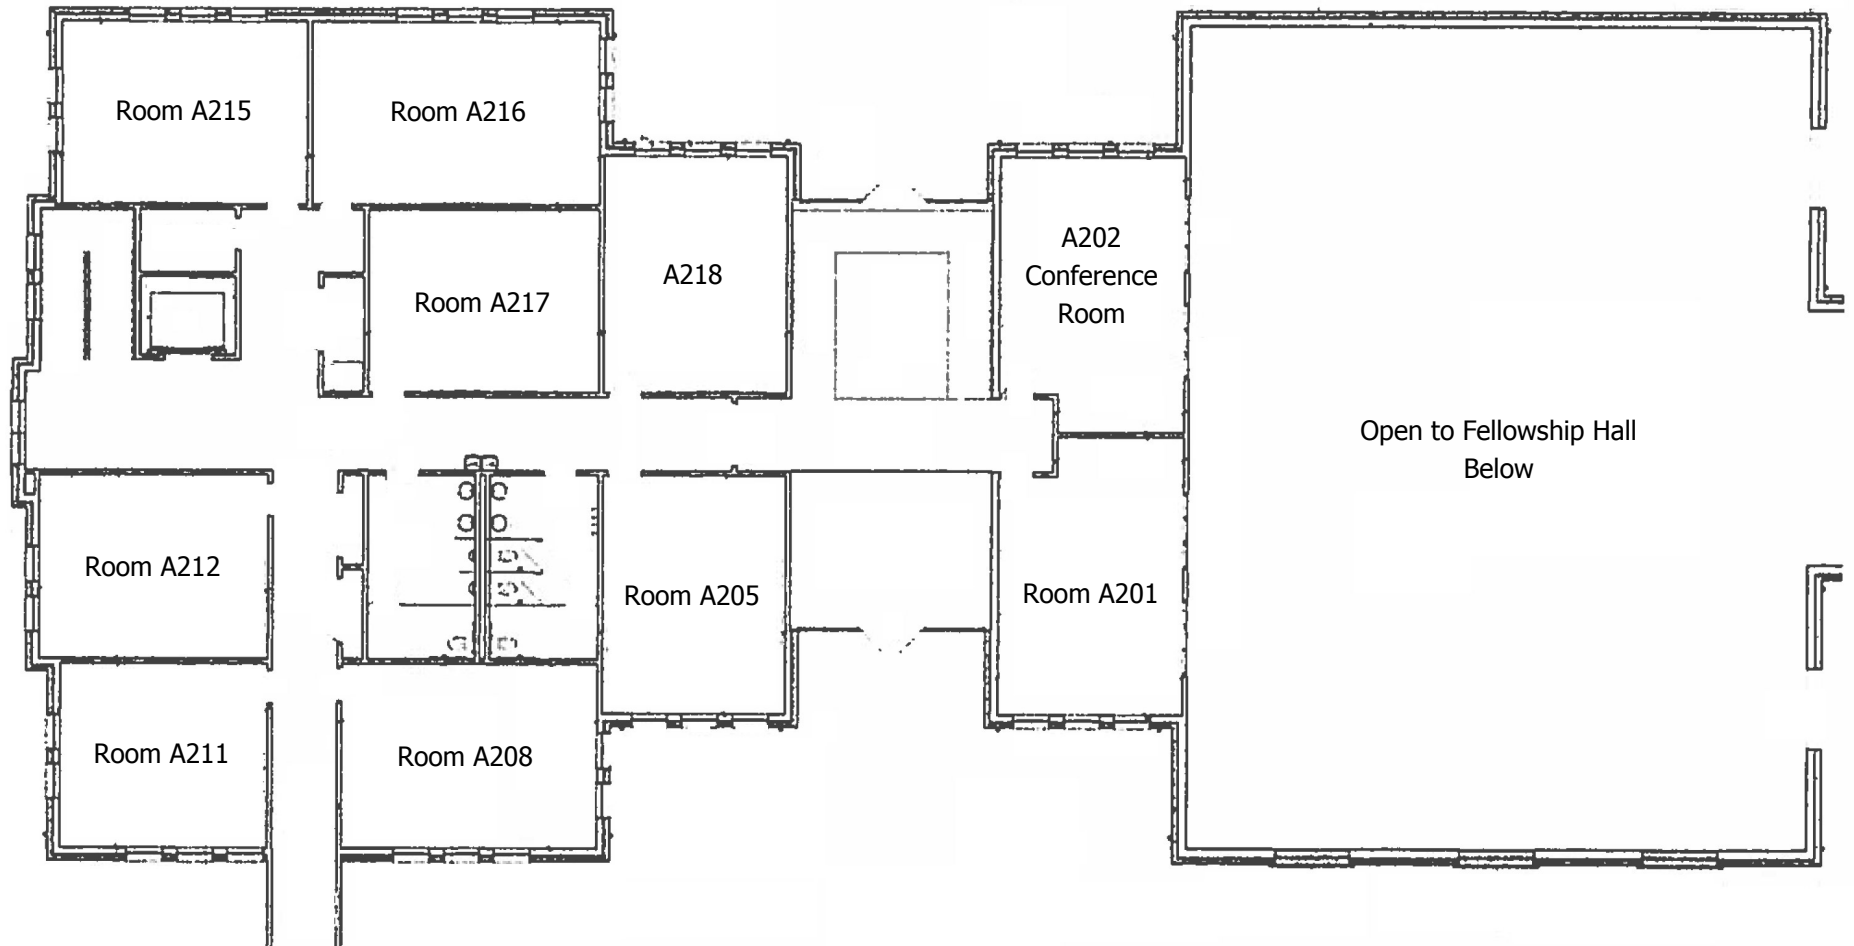 Room A215
Room A216
A218
A202
Conference
Room
Room A217
Open to Fellowship Hall
Below
Room A212
Room A205
Room A201
Room A211
Room A208